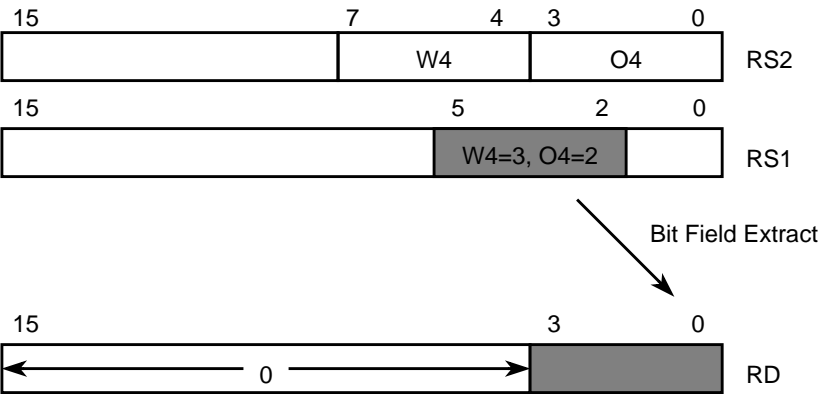 15 7 4 3 0
W4 O4 RS2
15 5 2 0
W4=3, O4=2 RS1
Bit Field Extract
15 3 0
0 RD